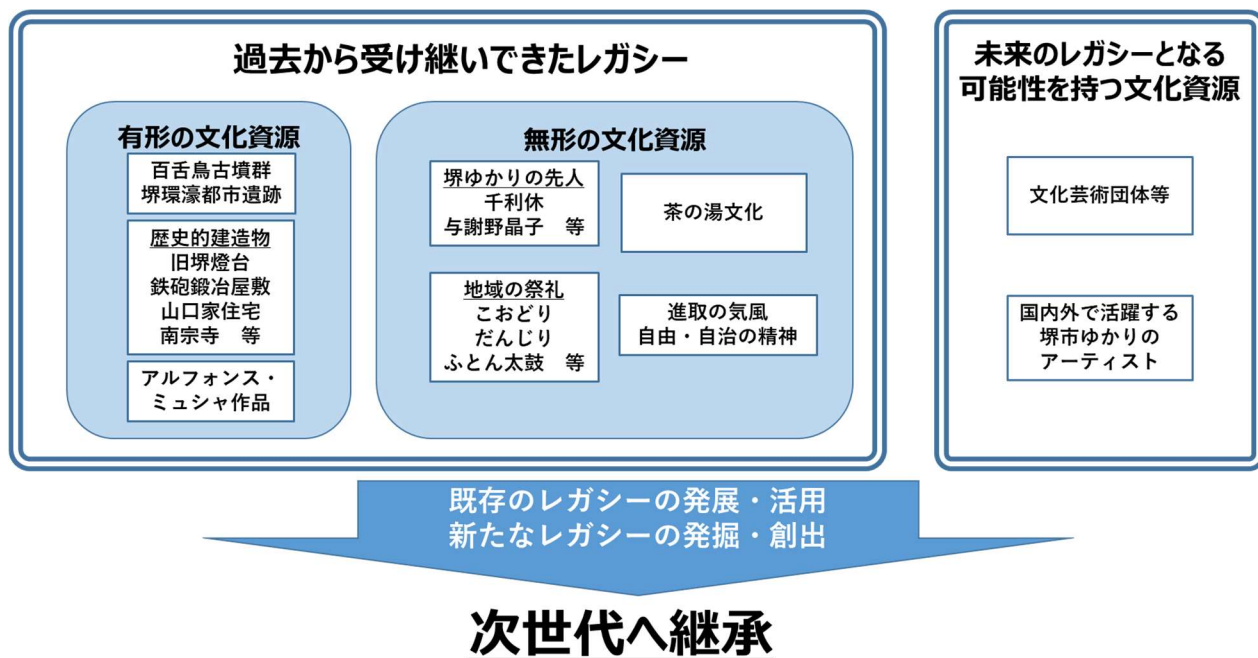 過去から受け継いできたレガシー
有形の文化資源
百舌鳥古墳群
堺環濠都市遺跡
歴史的建造物
旧堺燈台
鉄砲鍛冶屋敷
山口家住宅
南宗寺　等
アルフォンス・
ミュシャ作品
無形の文化資源
堺ゆかりの先人
千利休
与謝野晶子　等
茶の湯文化
地域の祭礼
こおどり
だんじり
ふとん太鼓　等
進取の気風
自由・自治の精神
未来のレガシーとなる
可能性を持つ文化資源
文化芸術団体等
国内外で活躍する
堺市ゆかりの
アーティスト
既存のレガシーの発展・活用
新たなレガシーの発掘・創出
次世代へ継承